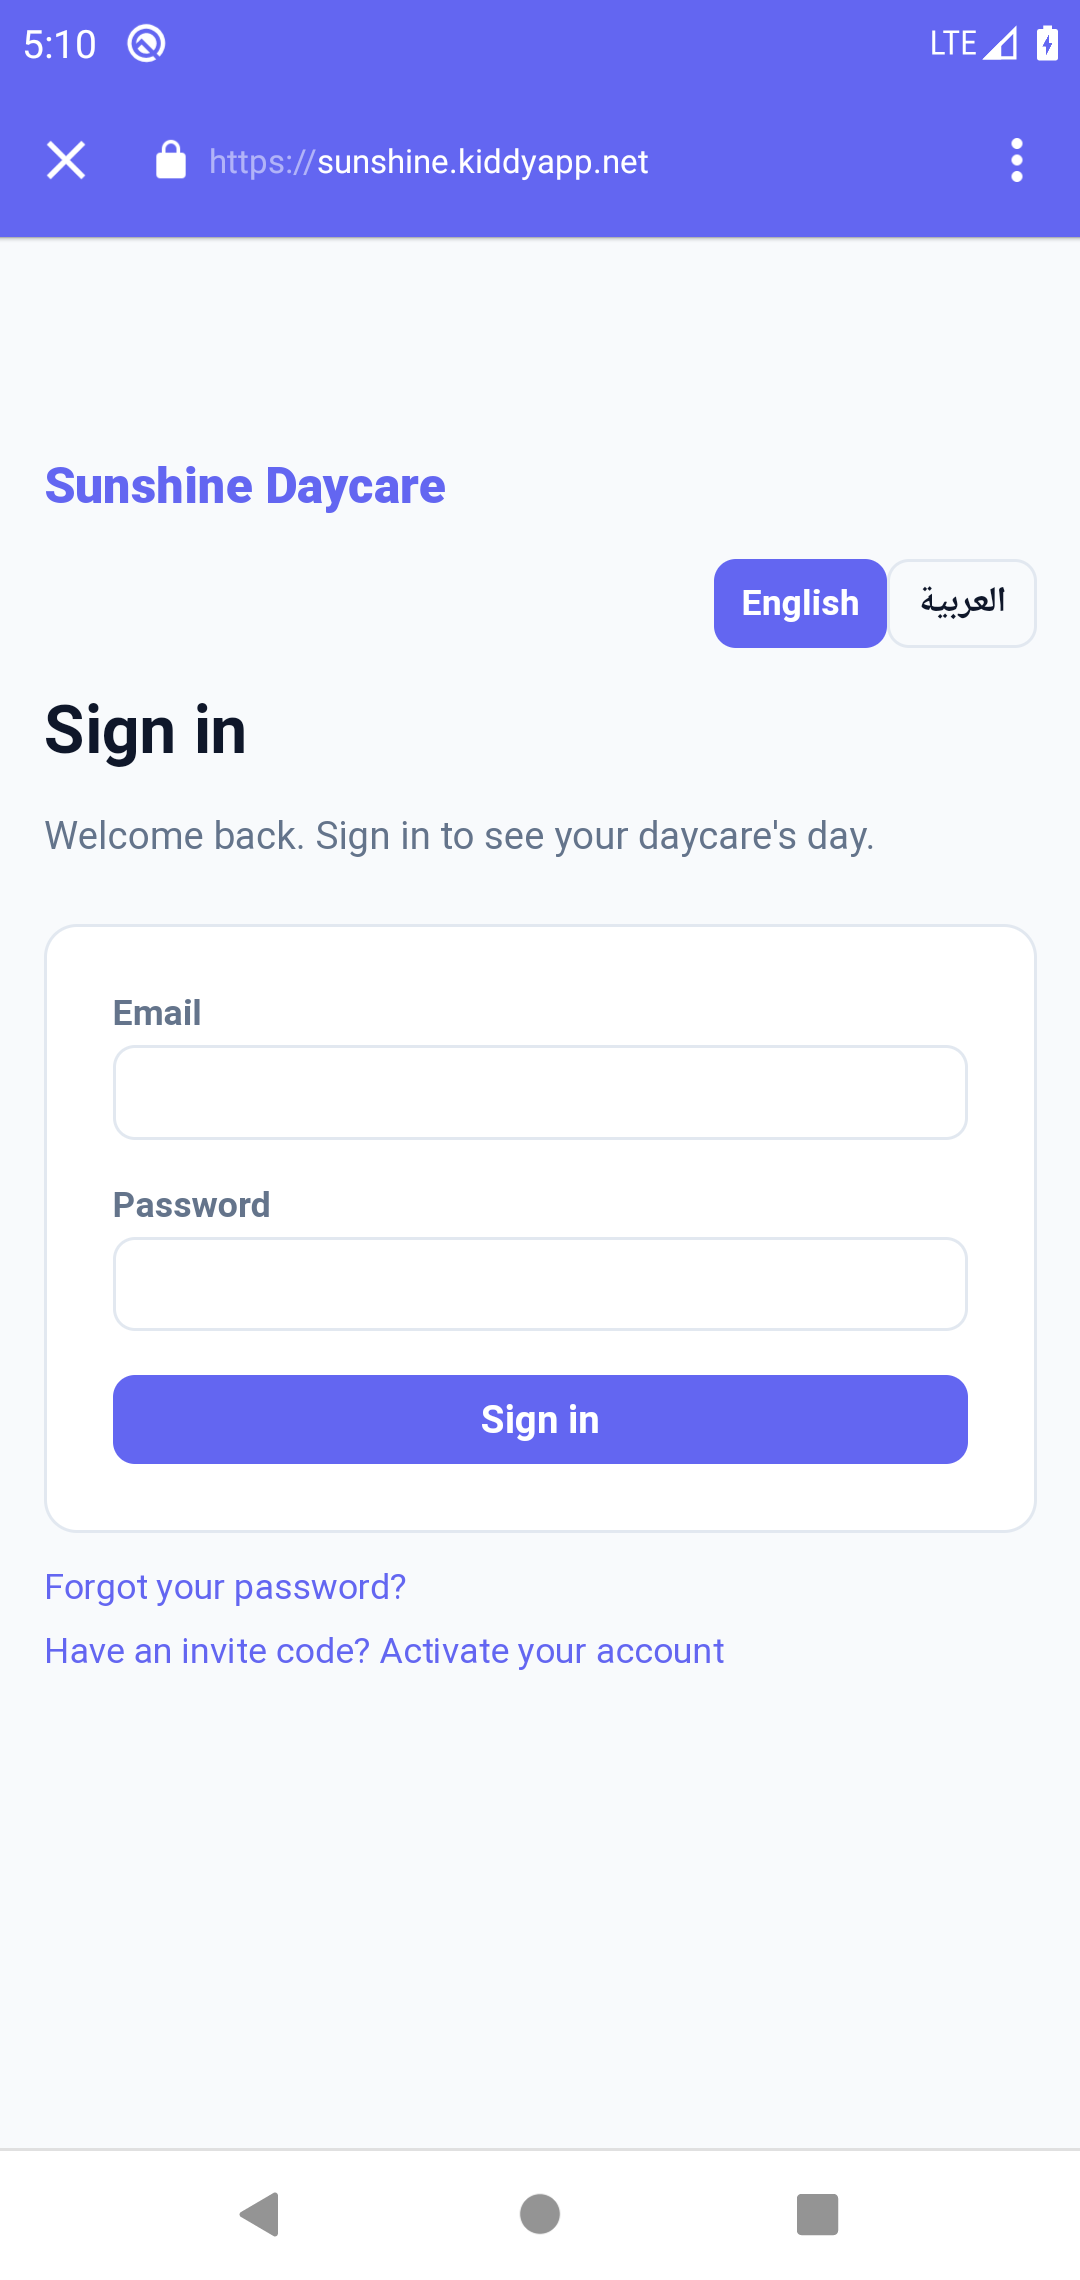 5:10 LTE
https://sunshine.kiddyapp.net
Sunshine Daycare
English العربية
Sign in
Welcome back. Sign in to see your daycare's day.
Email
Password
Sign in
Forgot your password?
Have an invite code? Activate your account